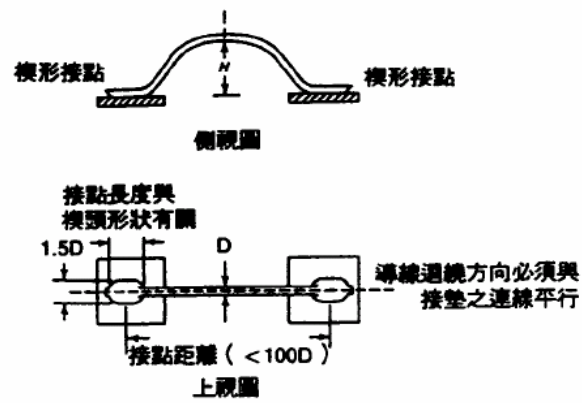 楔形接點
H
楔形接點
側視圖
接點長度與
楔頭形狀有關
1.5D
D
導線迴繞方向必須與
接墊之連線平行
接點距離 ( <100D )
上視圖